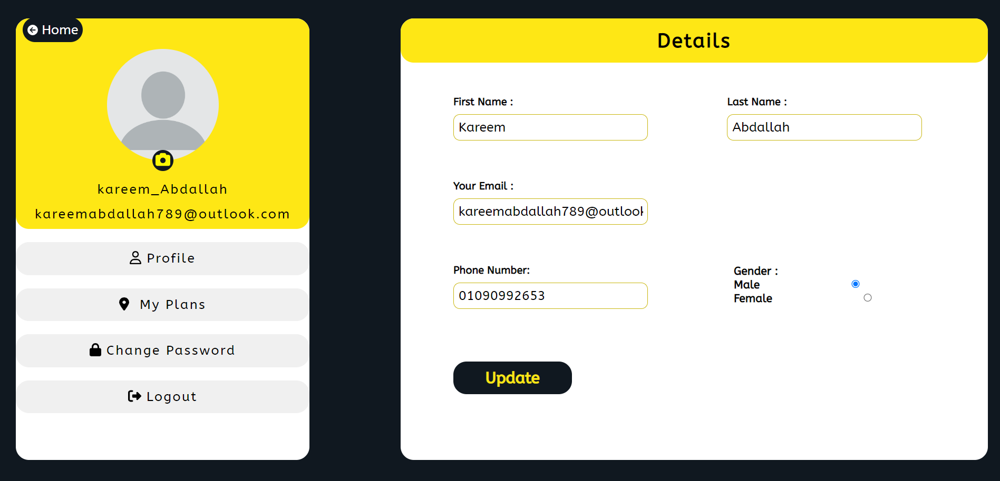 Home
kareem_Abdallah
kareemabdallah789@outlook.com
Profile
My Plans
Change Password
Logout
Details
First Name :
Kareem
Last Name :
Abdallah
Your Email :
kareemabdallah789@outlook
Phone Number:
01090992653
Gender :
Male
Female
Update